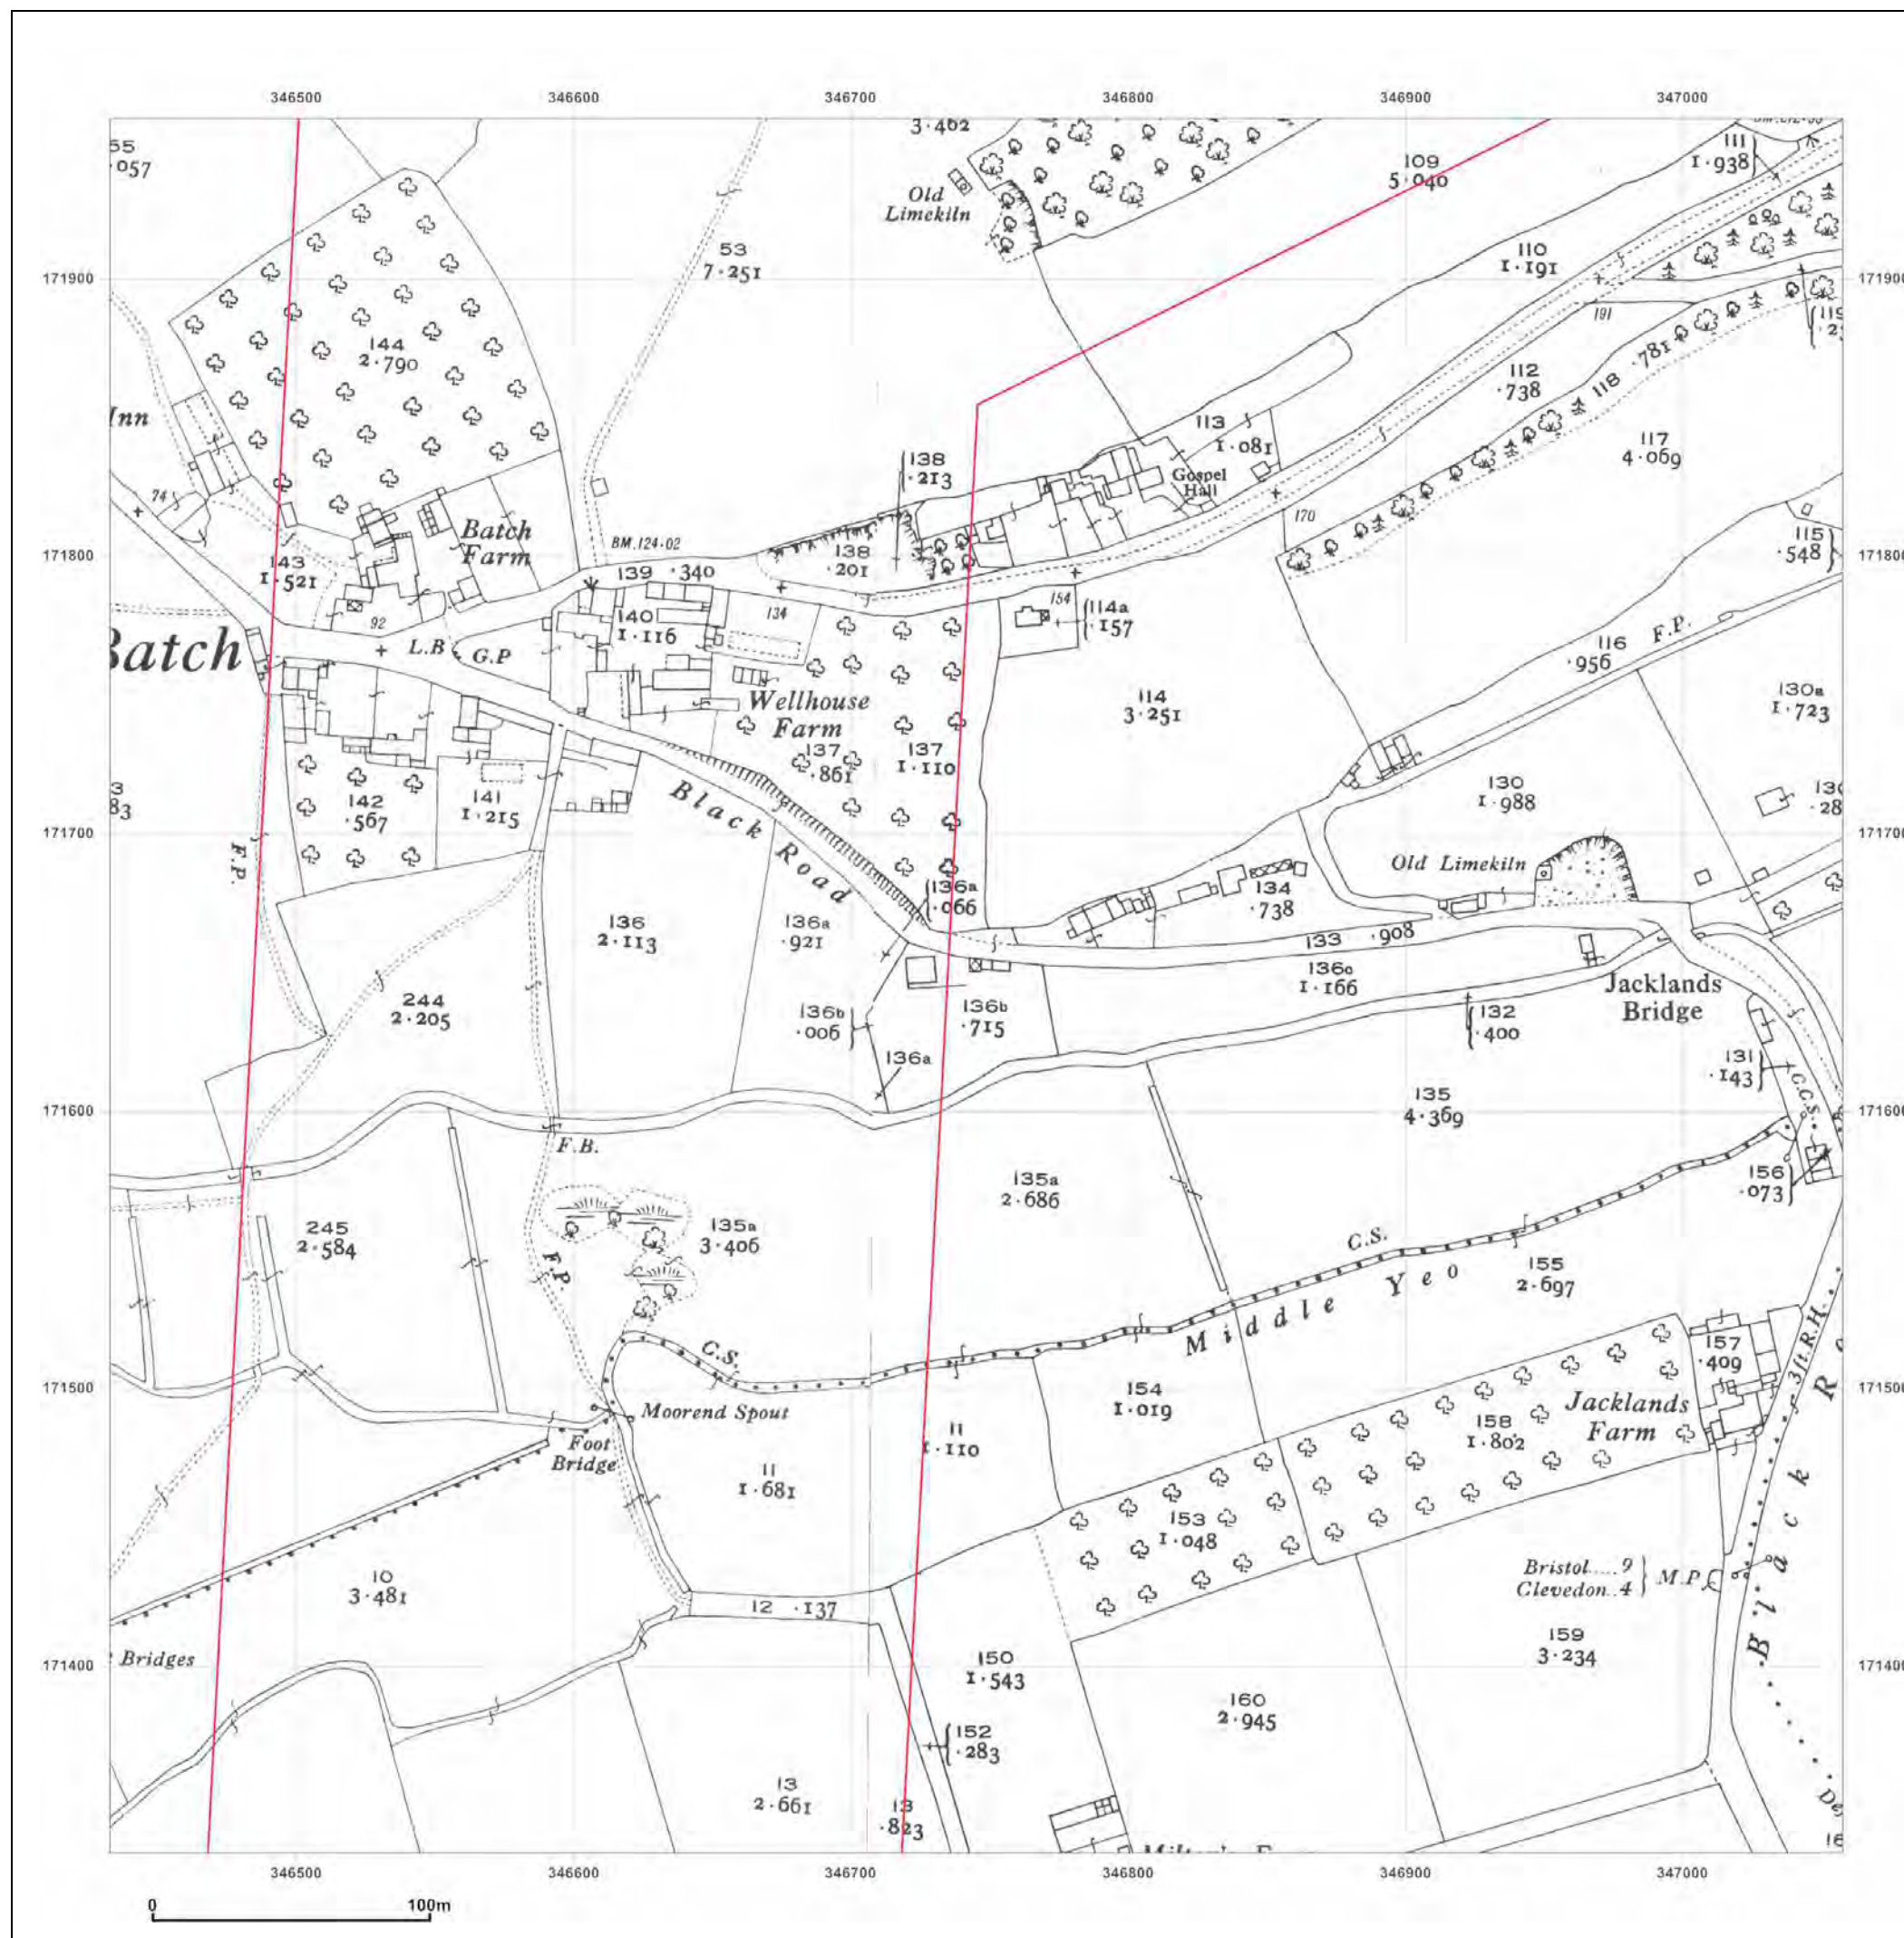 346500 346600 346700 346800 346900 347000
3·402
109
5·040
111
1·938
55
·057
Old
Limekiln
53
7·251
110
1·191
171900
171900
191
144
2·790
112
·738
118 ·781
Inn
113
1·081
117
4·069
138
·213
Gospel
Hall
74
Batch
Farm
BM.124·02
170
115
·548
171800
171800
143
1·521
139 ·340
138
·201
92
140
1·116
134
154
114a
·157
Batch
L.B
G.P
116
·956
F.P.
Wellhouse
Farm
114
3·251
130a
1·723
137
·861
137
1·110
142
·567
141
1·215
130
1·988
Black Road
171700
171700
F.P.
Old Limekiln
136a
·066
134
·738
136
2·113
136a
·921
133 ·908
136c
1·166
244
2·205
Jacklands
Bridge
136b
·006
136b
·715
132
·400
136a
131
·143
C.C.S.
135
4·369
171600
171600
F.B.
156
·073
135a
2·686
245
2·584
135a
3·406
F.P.
C.S.
155
2·697
Middle Yeo
C.S.
157
·409
3ft.R.H.
171500
171500
154
1·019
Moorend Spout
158
1·802
Jacklands
Farm
Foot
Bridge
11
1·110
11
1·681
153
1·048
Black R
10
3·481
Bristol.....9
Clevedon..4
M.P.
12 ·137
159
3·234
Bridges
171400
171400
150
1·543
160
2·945
152
·283
13
2·661
13
·823
346500 346600 346700 346800 346900 347000
0 100m